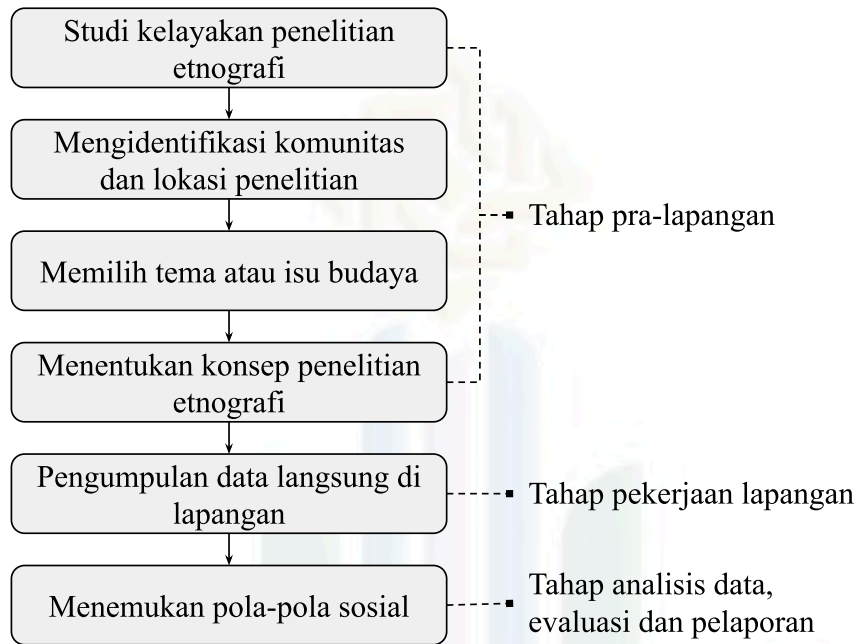 Studi kelayakan penelitian
etnografi
Mengidentifikasi komunitas
dan lokasi penelitian
Tahap pra-lapangan
Memilih tema atau isu budaya
Menentukan konsep penelitian
etnografi
Pengumpulan data langsung di
lapangan
Tahap pekerjaan lapangan
Menemukan pola-pola sosial
Tahap analisis data,
evaluasi dan pelaporan